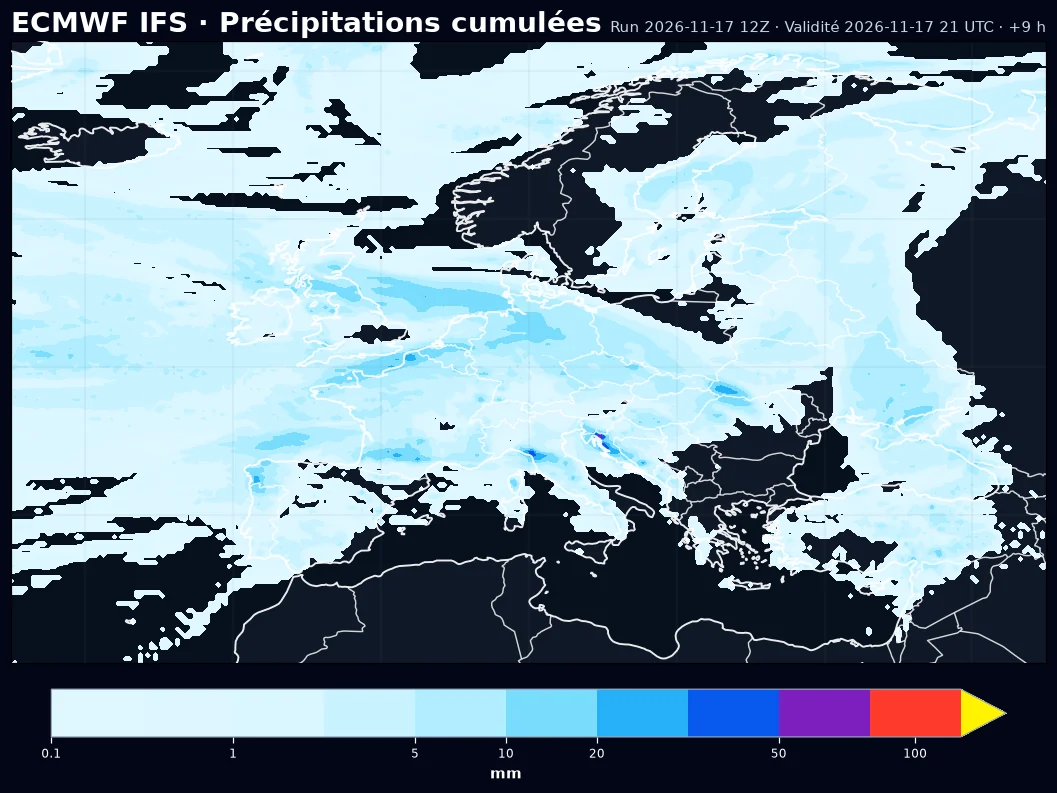 ECMWF IFS · Précipitations cumulées Run 2026-11-17 12Z · Validité 2026-11-17 21 UTC · +9 h
0.1 1 5 10 20 50 100
mm